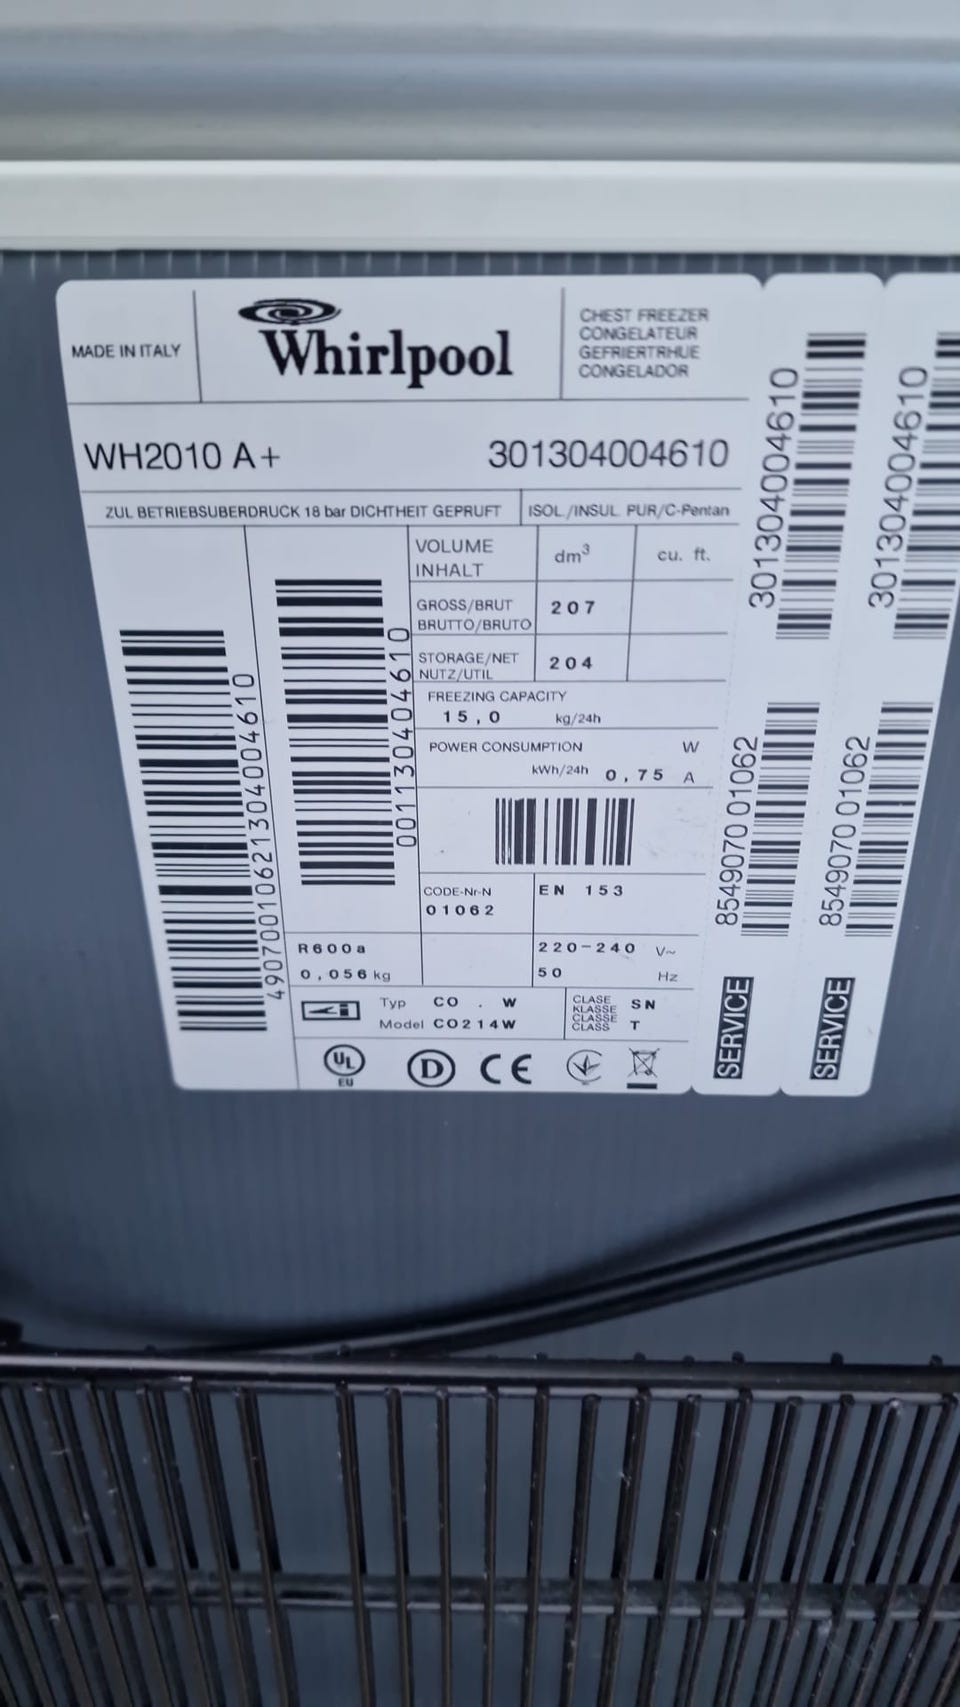 MADE IN ITALY
Whirlpool
CHEST FREEZER
CONGELATEUR
GEFRIERTRHUE
CONGELADOR
WH2010 A+
301304004610
ZUL BETRIEBSUBERDRUCK 18 bar DICHTHEIT GEPRUFT
ISOL./INSUL PUR/C-Pentan
VOLUME
INHALT
dm3
cu. ft.
GROSS/BRUT
BRUTTO/BRUTO
207
STORAGE/NET
NUTZ/UTIL
204
FREEZING CAPACITY
15,0 kg/24h
POWER CONSUMPTION W
kWh/24h 0,75 A
CODE-Nr-N
01062
EN 153
R600a
0,056 kg
220-240 V~
50 Hz
Typ CO . W
Model CO214W
CLASE
KLASSE
CLASSE
CLASS
SN
T
UL
EU
D
CE
49070010621304004610
0011304004610
301304004610
8549070 01062
SERVICE
301304004610
8549070 01062
SERVICE